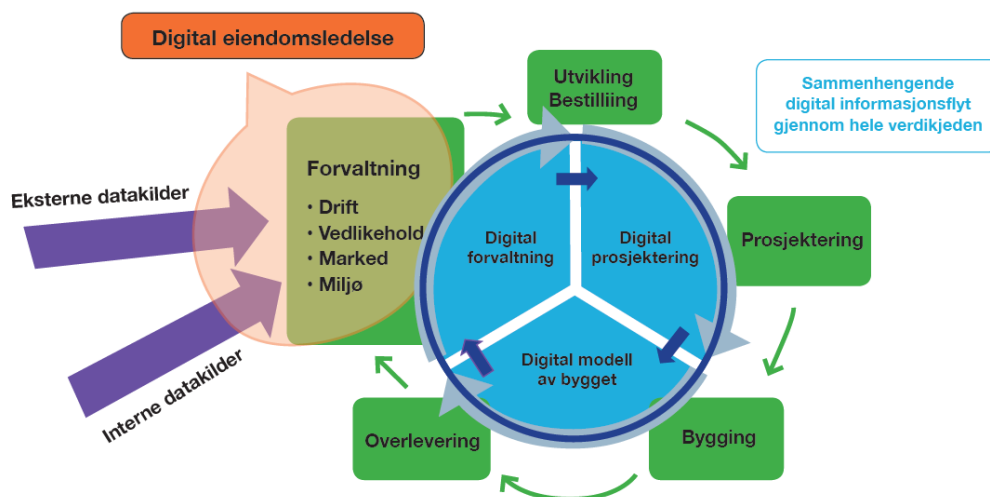 Digital eiendomsledelse
Utvikling
Bestilliing
Sammenhengende
digital informasjonsflyt
gjennom hele verdikjeden
Eksterne datakilder
Interne datakilder
Forvaltning
• Drift
• Vedlikehold
• Marked
• Miljø
Digital
forvaltning
Digital
prosjektering
Digital modell
av bygget
Prosjektering
Bygging
Overlevering